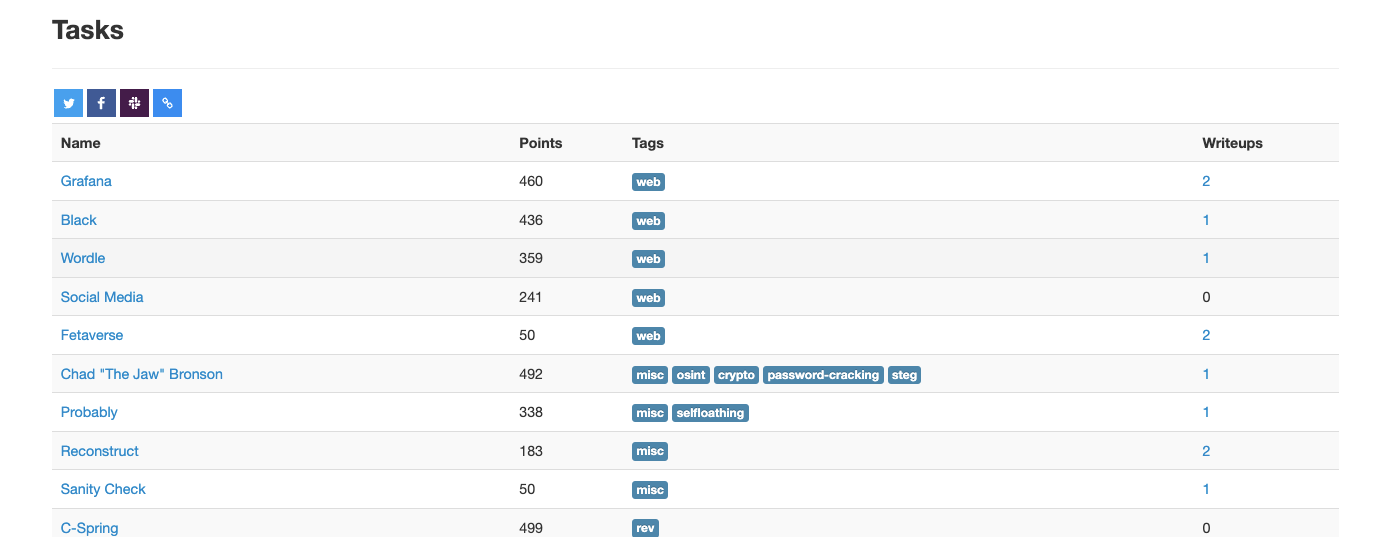 Tasks
Name Points Tags Writeups
Grafana 460 web 2
Black 436 web 1
Wordle 359 web 1
Social Media 241 web 0
Fetaverse 50 web 2
Chad "The Jaw" Bronson 492 misc osint crypto password-cracking steg 1
Probably 338 misc selfloathing 1
Reconstruct 183 misc 2
Sanity Check 50 misc 1
C-Spring 499 rev 0